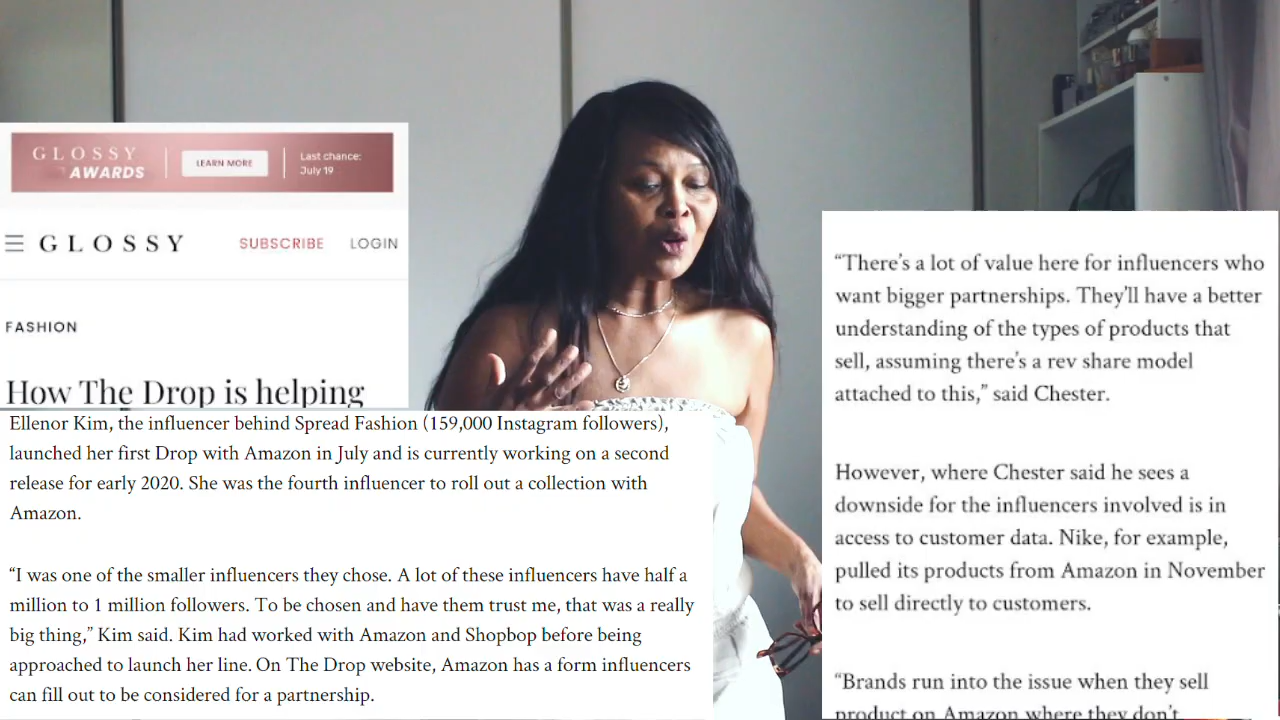 GLOSSY
AWARDS
LEARN MORE
Last chance:
July 19
GLOSSY
SUBSCRIBE
LOGIN
FASHION
How The Drop is helping
Ellenor Kim, the influencer behind Spread Fashion (159,000 Instagram followers),
launched her first Drop with Amazon in July and is currently working on a second
release for early 2020. She was the fourth influencer to roll out a collection with
Amazon.
“I was one of the smaller influencers they chose. A lot of these influencers have half a
million to 1 million followers. To be chosen and have them trust me, that was a really
big thing,” Kim said. Kim had worked with Amazon and Shopbop before being
approached to launch her line. On The Drop website, Amazon has a form influencers
can fill out to be considered for a partnership.
“There’s a lot of value here for influencers who
want bigger partnerships. They’ll have a better
understanding of the types of products that
sell, assuming there’s a rev share model
attached to this,” said Chester.
However, where Chester said he sees a
downside for the influencers involved is in
access to customer data. Nike, for example,
pulled its products from Amazon in November
to sell directly to customers.
“Brands run into the issue when they sell
product on Amazon where they don’t